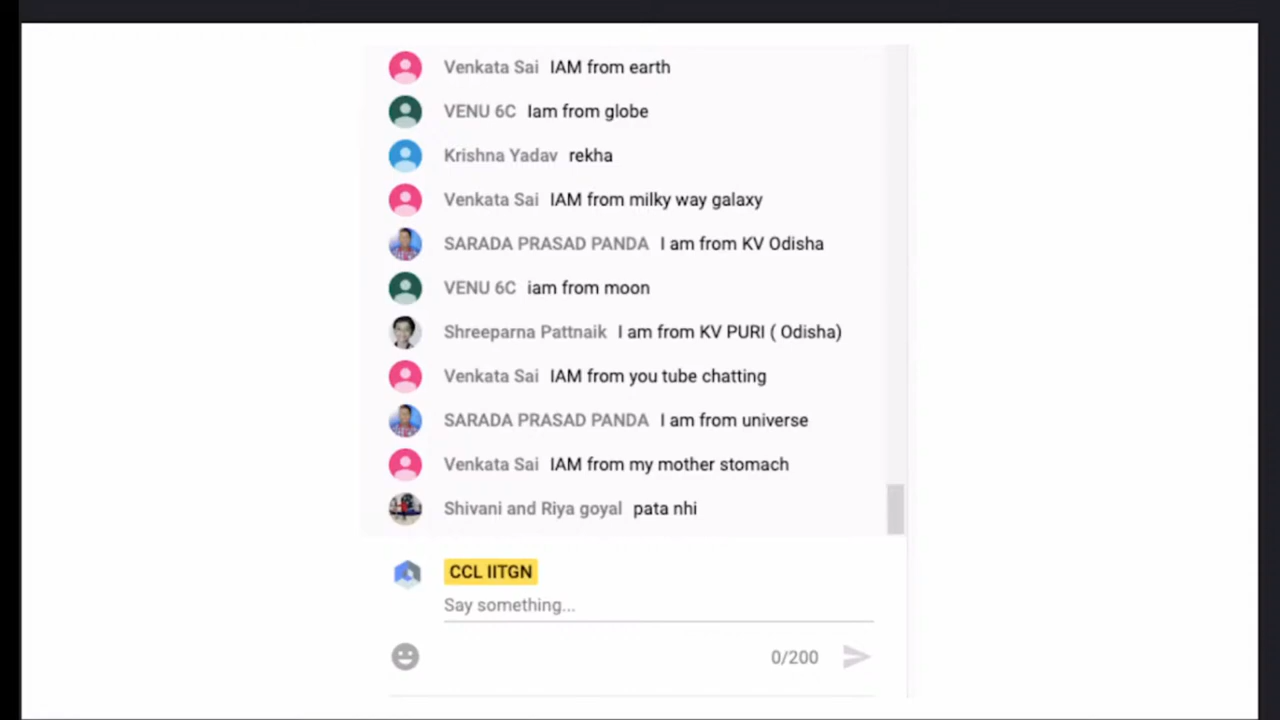 Venkata Sai IAM from earth
VENU 6C Iam from globe
Krishna Yadav rekha
Venkata Sai IAM from milky way galaxy
SARADA PRASAD PANDA I am from KV Odisha
VENU 6C iam from moon
Shreeparna Pattnaik I am from KV PURI ( Odisha)
Venkata Sai IAM from you tube chatting
SARADA PRASAD PANDA I am from universe
Venkata Sai IAM from my mother stomach
Shivani and Riya goyal pata nhi
CCL IITGN
Say something...
0/200